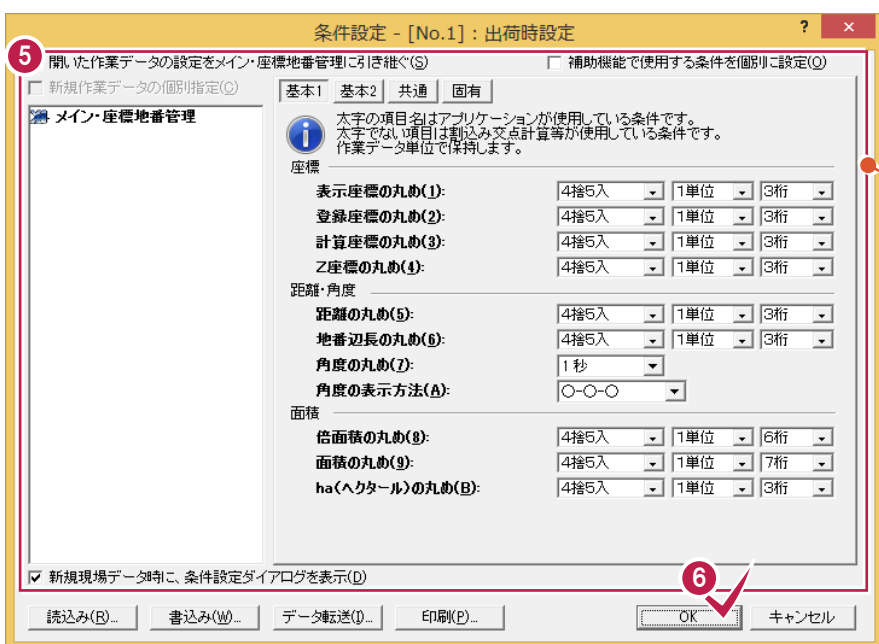 条件設定 - [No.1] : 出荷時設定 ? ×
5 開いた作業データの設定をメイン・座標地番管理に引き継ぐ(S) 補助機能で使用する条件を個別に設定(O)
新規作業データの個別指定(C)
メイン・座標地番管理
基本1 基本2 共通 固有
太字の項目名はアプリケーションが使用している条件です。
太字でない項目は割込み交点計算等が使用している条件です。
作業データ単位で保持します。
座標
表示座標の丸め(1): 4捨5入 1単位 3桁
登録座標の丸め(2): 4捨5入 1単位 3桁
計算座標の丸め(3): 4捨5入 1単位 3桁
Z座標の丸め(4): 4捨5入 1単位 3桁
距離・角度
距離の丸め(5): 4捨5入 1単位 3桁
地番辺長の丸め(6): 4捨5入 1単位 3桁
角度の丸め(7): 1秒
角度の表示方法(A): ○-○-○
面積
倍面積の丸め(8): 4捨5入 1単位 6桁
面積の丸め(9): 4捨5入 1単位 7桁
ha(ヘクタール)の丸め(B): 4捨5入 1単位 3桁
新規現場データ時に、条件設定ダイアログを表示(D)
6
読込み(R)... 書込み(W)... データ転送(I)... 印刷(P)... OK キャンセル